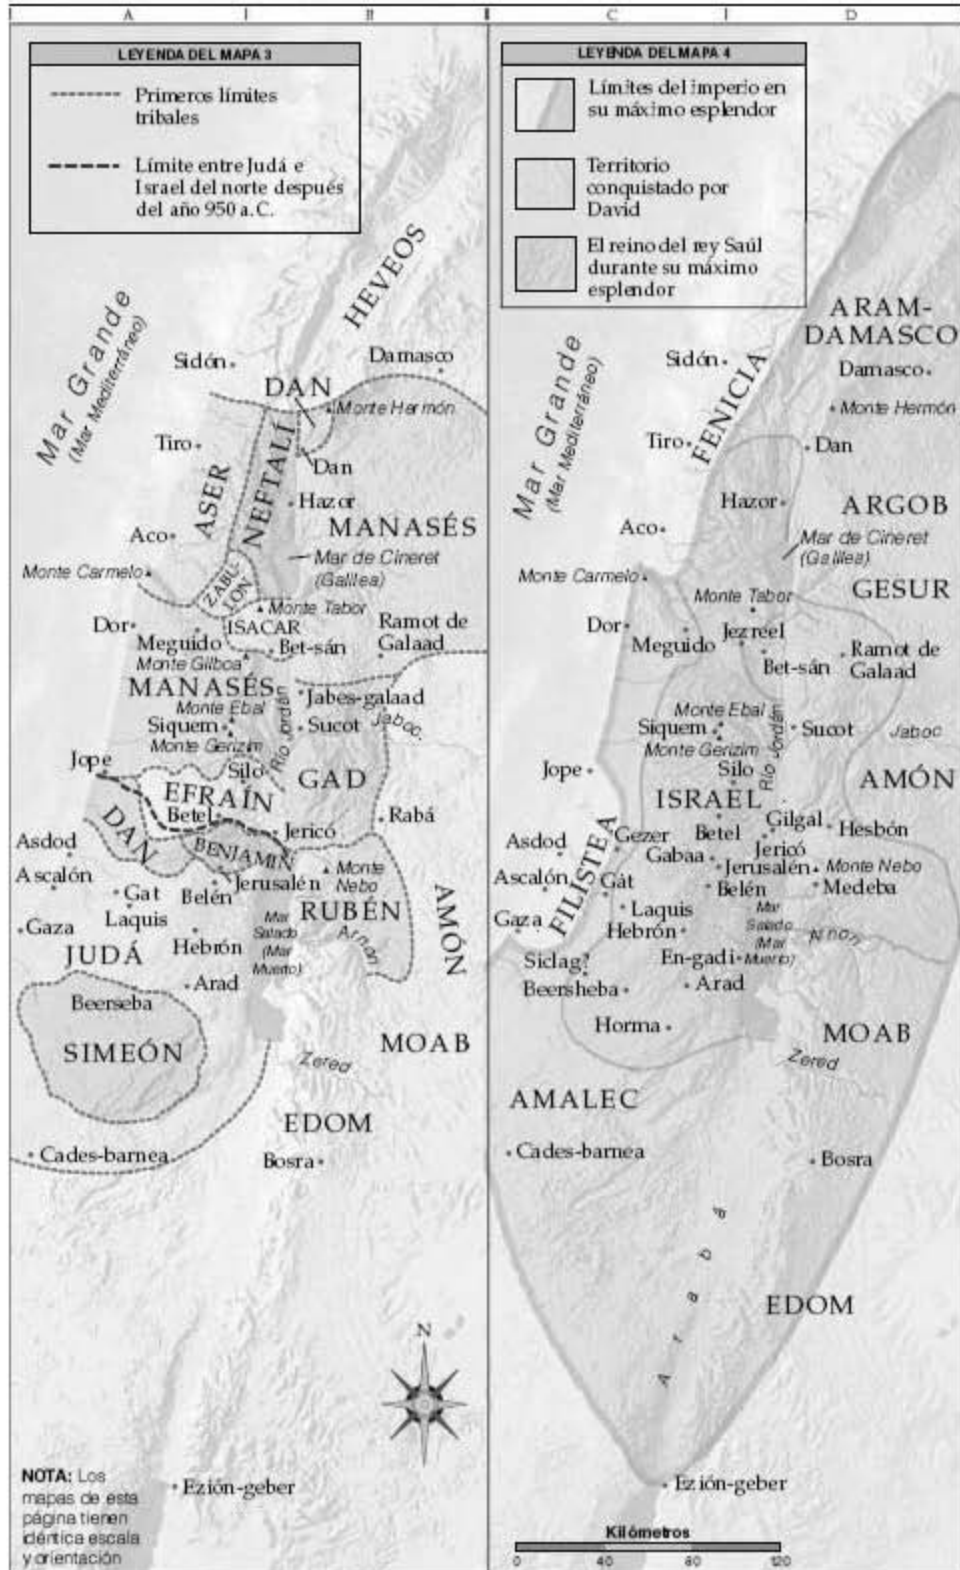 A
B
C
D
LEYENDA DEL MAPA 3
Primeros límites
tribales
Límite entre Judá e
Israel del norte después
del año 950 a.C.
HEVEOS
Mar Grande
(Mar Mediterráneo)
Sidón
Damasco
DAN
Monte Hermón
Tiro
Dan
ASER
NEFTALÍ
Hazor
MANASÉS
Aco
Mar de Cineret
(Galilea)
Monte Carmelo
ZABU-
LÓN
Monte Tabor
Dor
ISACAR
Ramot de
Galaad
Meguido
Bet-sán
Monte Gilboa
MANASÉS
Jabes-galaad
Monte Ebal
Siquem
Río Jordán
Sucot
Jaboc
Monte Gerizim
Jope
Silo
GAD
EFRAÍN
Betel
Rabá
DAN
Jericó
Asdod
BENJAMIN
Monte
Nebo
Ascalón
Jerusalén
Gat
Belén
RUBÉN
AMÓN
Laquis
Mar
Salado
(Mar
Muerto)
Arnon
Gaza
Hebrón
JUDÁ
Arad
Beerseba
SIMEÓN
MOAB
Zered
EDOM
Cades-barnea
Bosra
N
NOTA: Los
mapas de esta
página tienen
idéntica escala
y orientación
Ezión-geber
LEYENDA DEL MAPA 4
Límites del imperio en
su máximo esplendor
Territorio
conquistado por
David
El reino del rey Saúl
durante su máximo
esplendor
ARAM-
DAMASCO
Mar Grande
(Mar Mediterráneo)
Sidón
FENICIA
Damasco
Monte Hermón
Tiro
Dan
Hazor
ARGOB
Aco
Mar de Cineret
(Galilea)
Monte Carmelo
GESUR
Monte Tabor
Dor
Meguido
Jezreel
Bet-sán
Ramot de
Galaad
Monte Ebal
Siquem
Río Jordán
Sucot
Jaboc
Monte Gerizim
Jope
Silo
AMÓN
ISRAEL
Gilgal
Hesbón
Asdod
Gezer
Betel
Jericó
FILISTEA
Gabaa
Jerusalén
Monte Nebo
Ascalón
Gat
Belén
Medeba
Gaza
Laquis
Mar
Salado
(Mar
Muerto)
Hebrón
Siclag?
En-gadi
Beersheba
Arad
Horma
MOAB
Zered
AMALEC
Cades-barnea
Bosra
Arabá
EDOM
Ezión-geber
Kilómetros
0 40 80 120